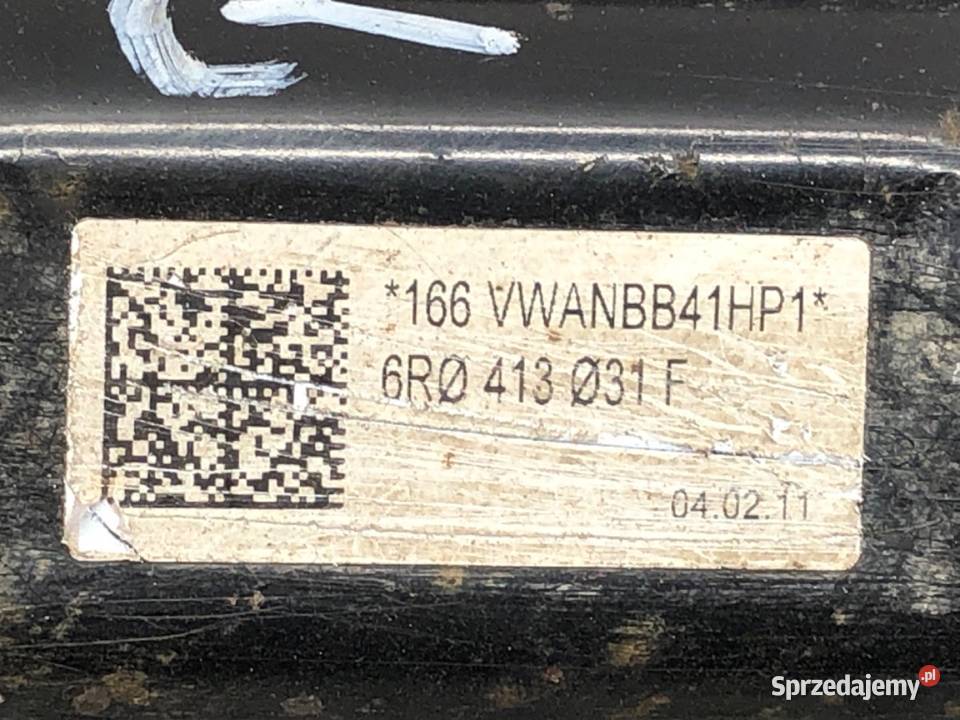 *166 VWANBB41HP1*
6RØ 413 Ø31 F
04.02.11
Sprzedajemy.pl